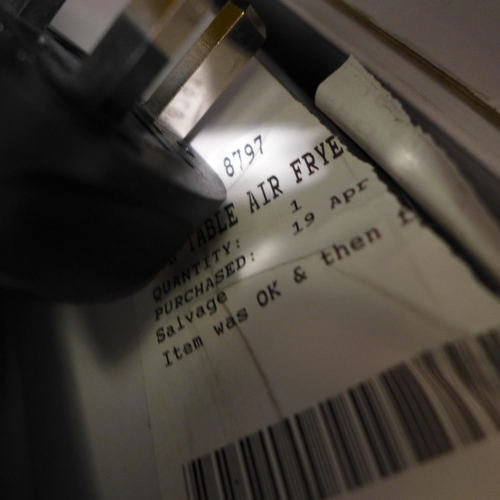 8797
TABLE AIR FRYE
QUANTITY: 1
PURCHASED: 19 Apr
Salvage
Item was OK & then f